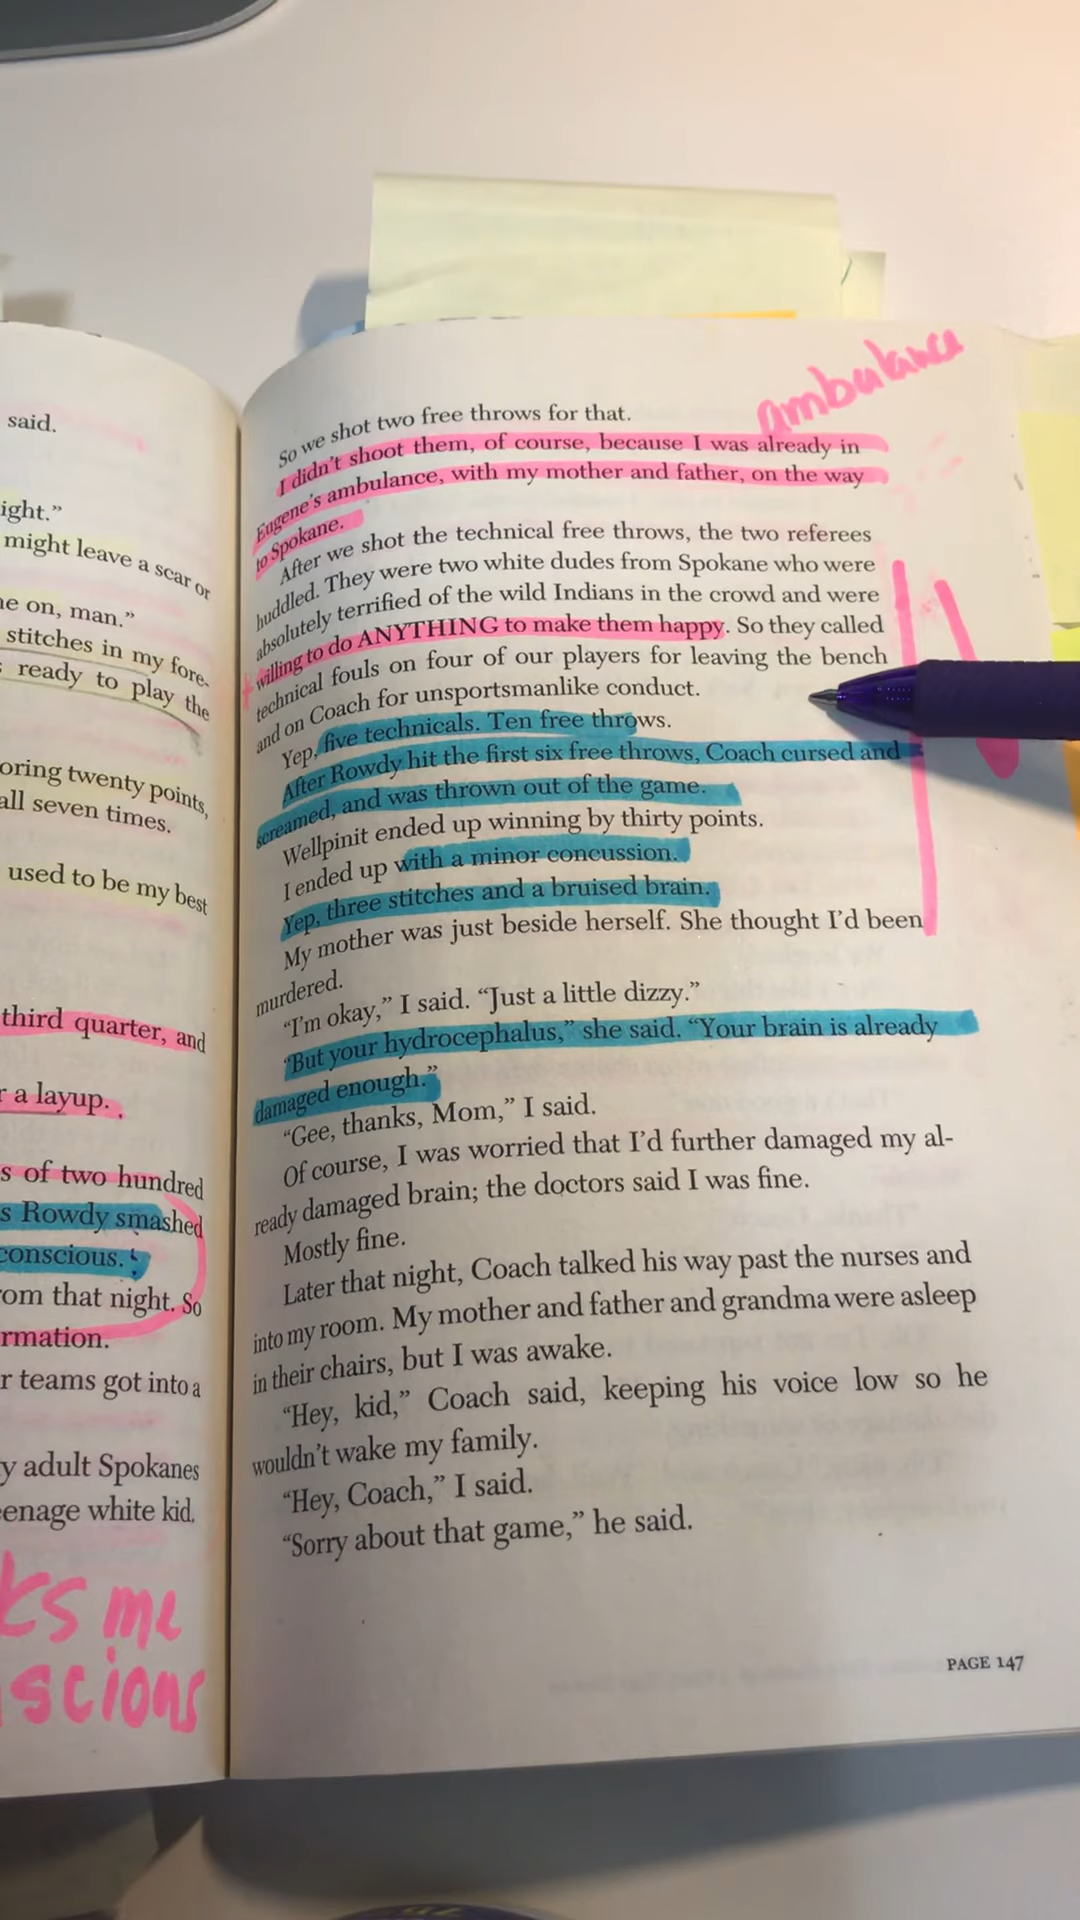 said.
ight.”
might leave a scar or
ne on, man.”
stitches in my fore-
ready to play the
oring twenty points,
all seven times.
used to be my best
third quarter, and
r a layup.
s of two hundred
s Rowdy smashed
conscious.
rom that night. So
rmation.
r teams got into a
y adult Spokanes
eenage white kid.
ks me
scious
ambulance
So we shot two free throws for that.
I didn’t shoot them, of course, because I was already in
Eugene’s ambulance, with my mother and father, on the way
to Spokane.
After we shot the technical free throws, the two referees
huddled. They were two white dudes from Spokane who were
absolutely terrified of the wild Indians in the crowd and were
willing to do ANYTHING to make them happy. So they called
technical fouls on four of our players for leaving the bench
and on Coach for unsportsmanlike conduct.
Yep, five technicals. Ten free throws.
After Rowdy hit the first six free throws, Coach cursed and
screamed, and was thrown out of the game.
Wellpinit ended up winning by thirty points.
I ended up with a minor concussion.
Yep, three stitches and a bruised brain.
My mother was just beside herself. She thought I’d been
murdered.
“I’m okay,” I said. “Just a little dizzy.”
“But your hydrocephalus,” she said. “Your brain is already
damaged enough.”
“Gee, thanks, Mom,” I said.
Of course, I was worried that I’d further damaged my al-
ready damaged brain; the doctors said I was fine.
Mostly fine.
Later that night, Coach talked his way past the nurses and
into my room. My mother and father and grandma were asleep
in their chairs, but I was awake.
“Hey, kid,” Coach said, keeping his voice low so he
wouldn’t wake my family.
“Hey, Coach,” I said.
“Sorry about that game,” he said.
PAGE 147